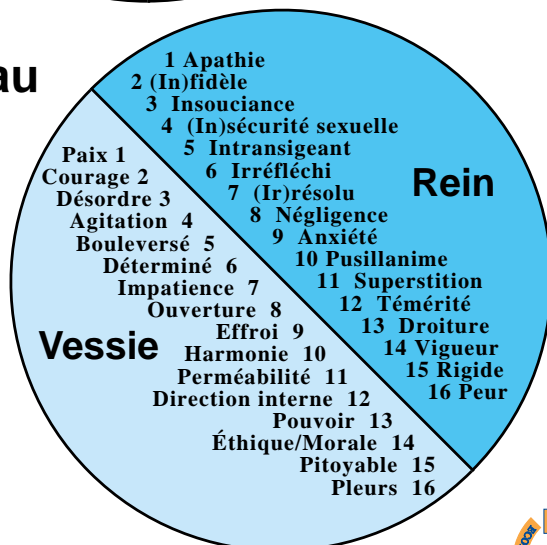 au
1 Apathie
2 (In)fidèle
3 Insouciance
4 (In)sécurité sexuelle
5 Intransigeant
6 Irréfléchi
7 (Ir)résolu
8 Négligence
9 Anxiété
10 Pusillanime
11 Superstition
12 Témérité
13 Droiture
14 Vigueur
15 Rigide
16 Peur
Rein
Paix 1
Courage 2
Désordre 3
Agitation 4
Bouleversé 5
Déterminé 6
Impatience 7
Ouverture 8
Effroi 9
Harmonie 10
Perméabilité 11
Direction interne 12
Pouvoir 13
Éthique/Morale 14
Pitoyable 15
Pleurs 16
Vessie